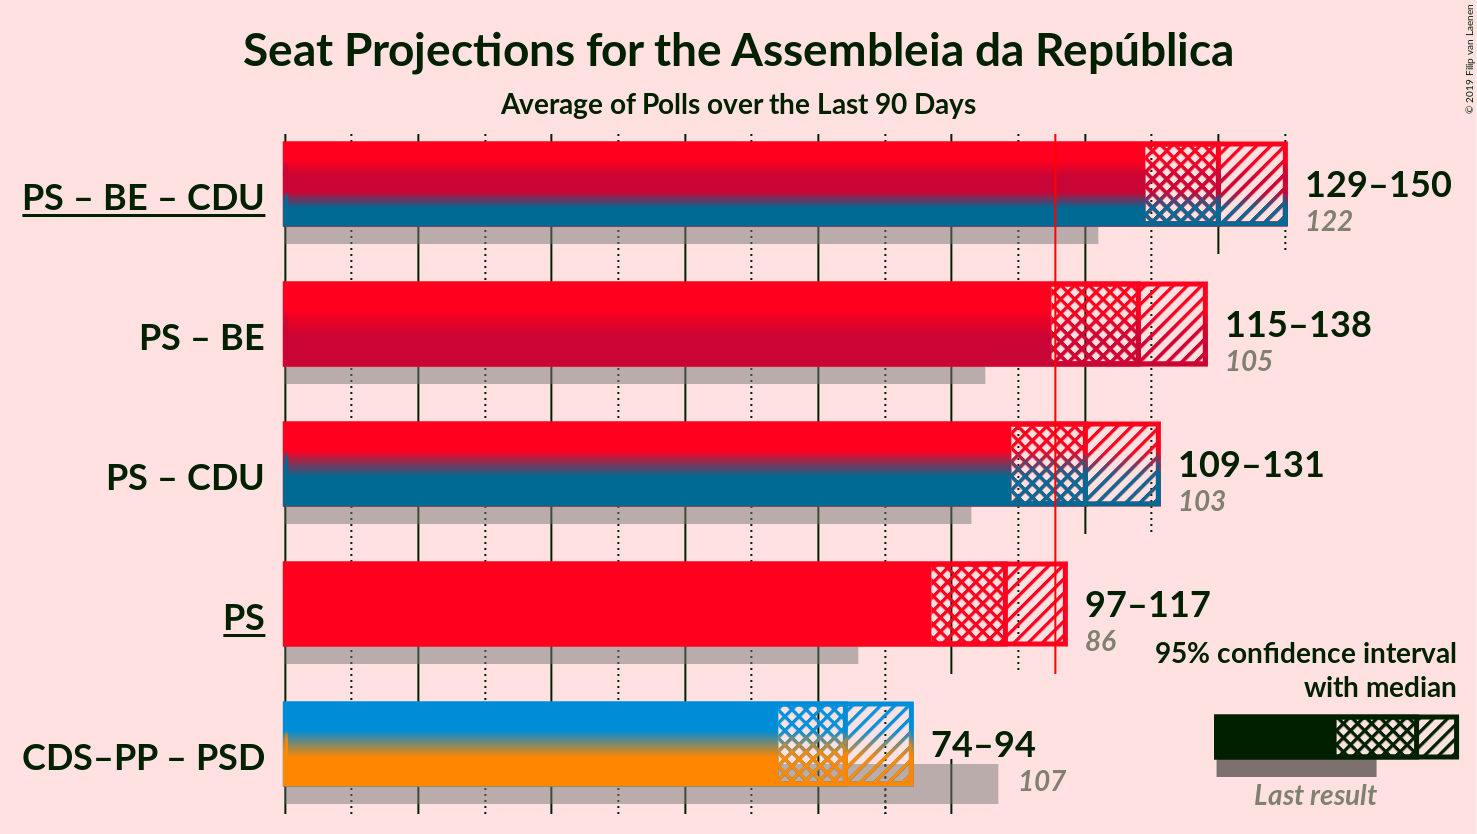 Seat Projections for the Assembleia da República
Average of Polls over the Last 90 Days
© 2019 Filip van Laenen
PS – BE – CDU
129–150
122
PS – BE
115–138
105
PS – CDU
109–131
103
PS
97–117
86
CDS–PP – PSD
74–94
107
95% confidence interval
with median
Last result